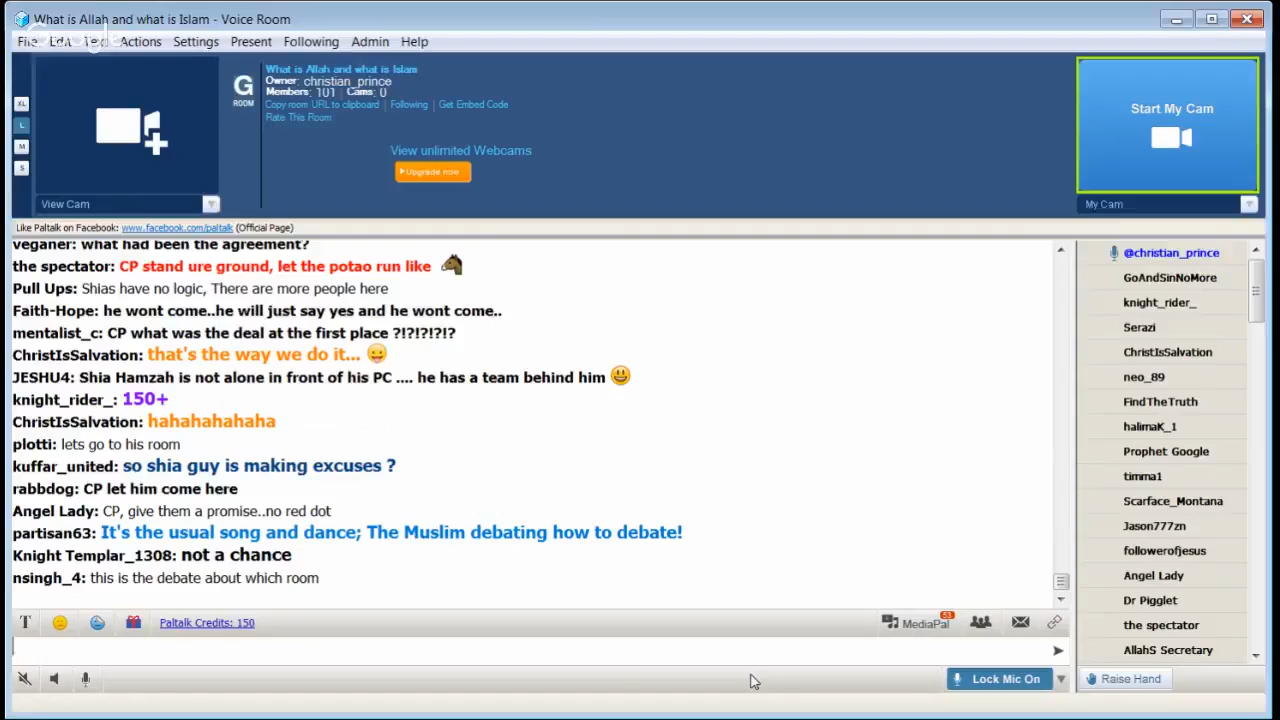 What is Allah and what is Islam - Voice Room
Google
File Edit Text Actions Settings Present Following Admin Help
XL
L
M
S
G
ROOM
What is Allah and what is Islam
Owner: christian_prince
Members: 101 Cams: 0
Copy room URL to clipboard | Following | Get Embed Code
Rate This Room
View unlimited Webcams
Upgrade now
Start My Cam
View Cam
My Cam
Like Paltalk on Facebook: www.facebook.com/paltalk (Official Page)
veganer: what had been the agreement?
the spectator: CP stand ure ground, let the potao run like
Pull Ups: Shias have no logic, There are more people here
Faith-Hope: he wont come..he will just say yes and he wont come..
mentalist_c: CP what was the deal at the first place ?!?!?!?!?
ChristIsSalvation: that's the way we do it...
JESHU4: Shia Hamzah is not alone in front of his PC .... he has a team behind him
knight_rider_: 150+
ChristIsSalvation: hahahahahaha
plotti: lets go to his room
kuffar_united: so shia guy is making excuses ?
rabbdog: CP let him come here
Angel Lady: CP, give them a promise..no red dot
partisan63: It's the usual song and dance; The Muslim debating how to debate!
Knight Templar_1308: not a chance
nsingh_4: this is the debate about which room
@christian_prince
GoAndSinNoMore
knight_rider_
Serazi
ChristIsSalvation
neo_89
FindTheTruth
halimaK_1
Prophet Google
timma1
Scarface_Montana
Jason777zn
followerofjesus
Angel Lady
Dr Pigglet
the spectator
AllahS Secretary
T
Paltalk Credits: 150
MediaPal
53
Lock Mic On
Raise Hand